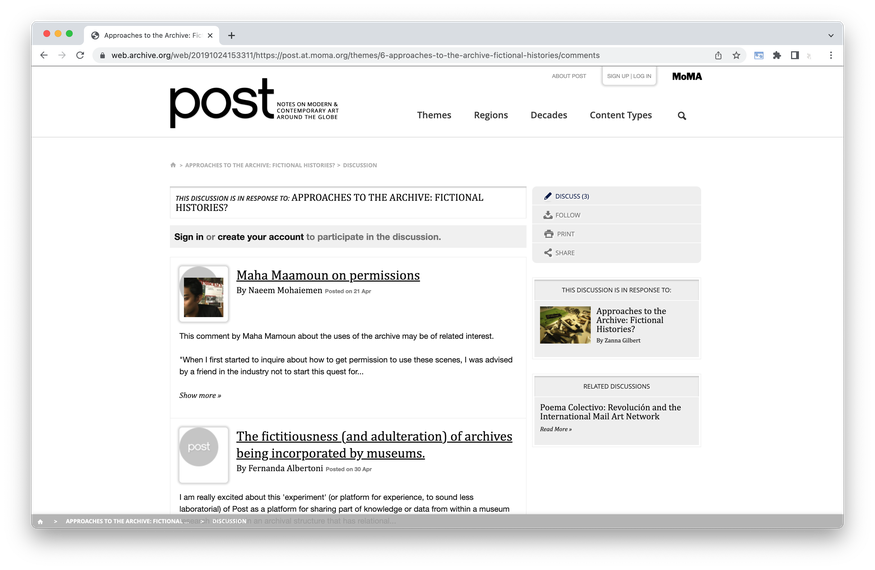 Approaches to the Archive: Fic
web.archive.org/web/20191024153311/https://post.at.moma.org/themes/6-approaches-to-the-archive-fictional-histories/comments
ABOUT POST
SIGN UP | LOG IN
MoMA
post
NOTES ON MODERN &
CONTEMPORARY ART
AROUND THE GLOBE
Themes
Regions
Decades
Content Types
> APPROACHES TO THE ARCHIVE: FICTIONAL HISTORIES? > DISCUSSION
THIS DISCUSSION IS IN RESPONSE TO: APPROACHES TO THE ARCHIVE: FICTIONAL
HISTORIES?
Sign in or create your account to participate in the discussion.
Maha Maamoun on permissions
By Naeem Mohaiemen Posted on 21 Apr
This comment by Maha Mamoun about the uses of the archive may be of related interest.
"When I first started to inquire about how to get permission to use these scenes, I was advised
by a friend in the industry not to start this quest for...
Show more »
post
The fictitiousness (and adulteration) of archives
being incorporated by museums.
By Fernanda Albertoni Posted on 30 Apr
I am really excited about this 'experiment' (or platform for experience, to sound less
laboratorial) of Post as a platform for sharing part of knowledge or data from within a museum
an archival structure that has relational...
DISCUSS (3)
FOLLOW
PRINT
SHARE
THIS DISCUSSION IS IN RESPONSE TO:
Approaches to the
Archive: Fictional
Histories?
By Zanna Gilbert
RELATED DISCUSSIONS
Poema Colectivo: Revolución and the
International Mail Art Network
Read More »
> APPROACHES TO THE ARCHIVE: FICTIONAL ... > DISCUSSION